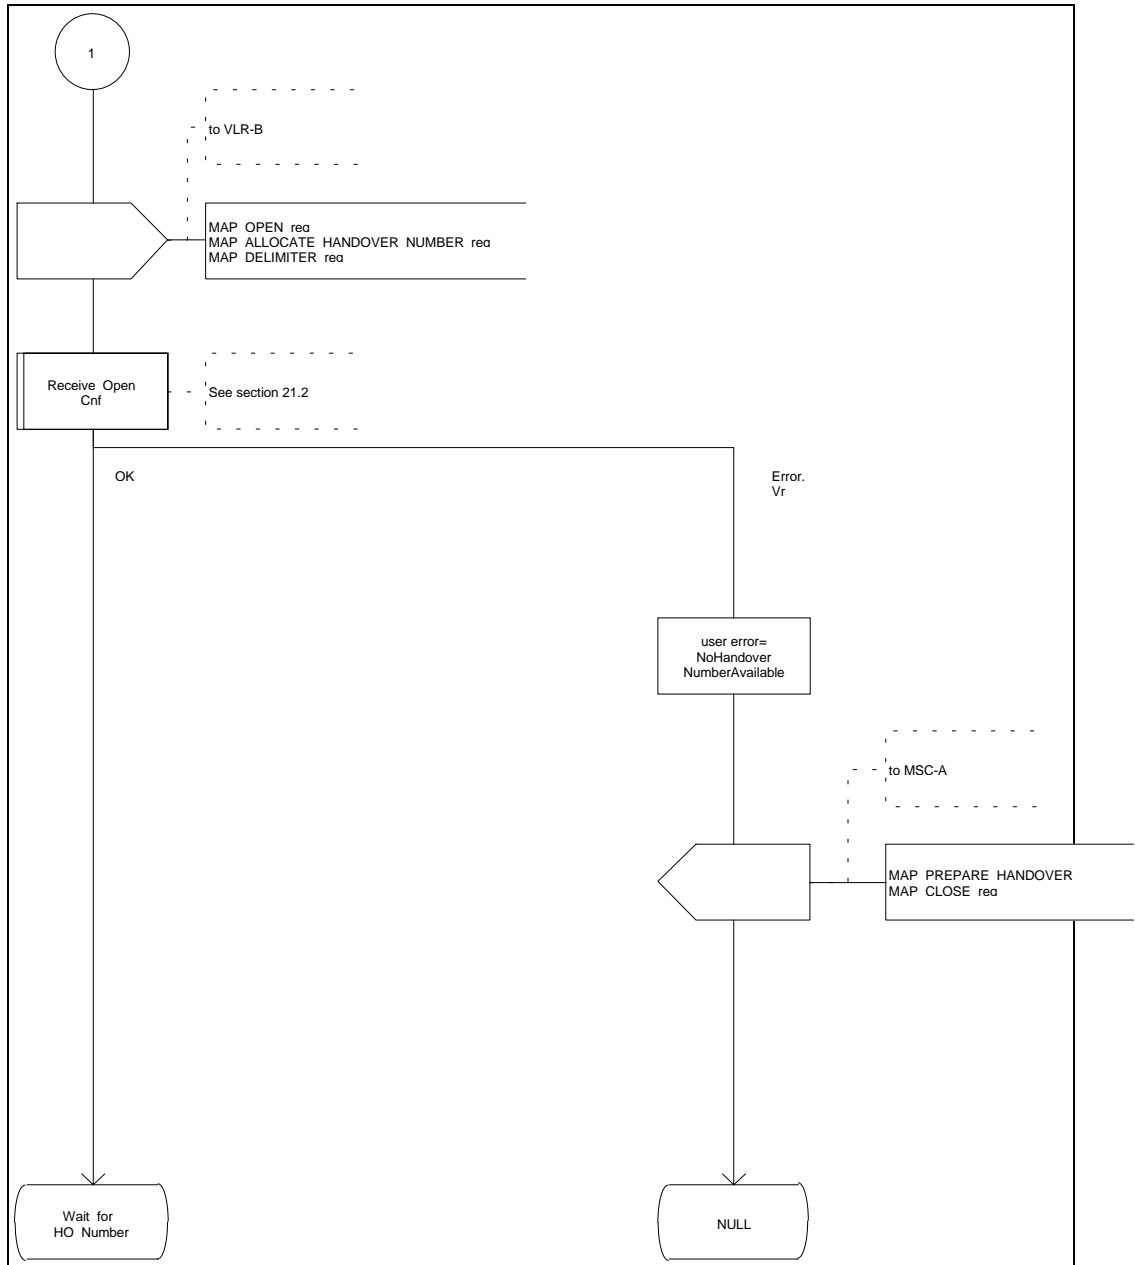 1
to VLR-B
MAP OPEN req
MAP ALLOCATE HANDOVER NUMBER req
MAP DELIMITER req
Receive Open
Cnf
See section 21.2
OK
Error.
Vr
user error=
NoHandover
NumberAvailable
to MSC-A
MAP PREPARE HANDOVER
MAP CLOSE req
Wait for
HO Number
NULL